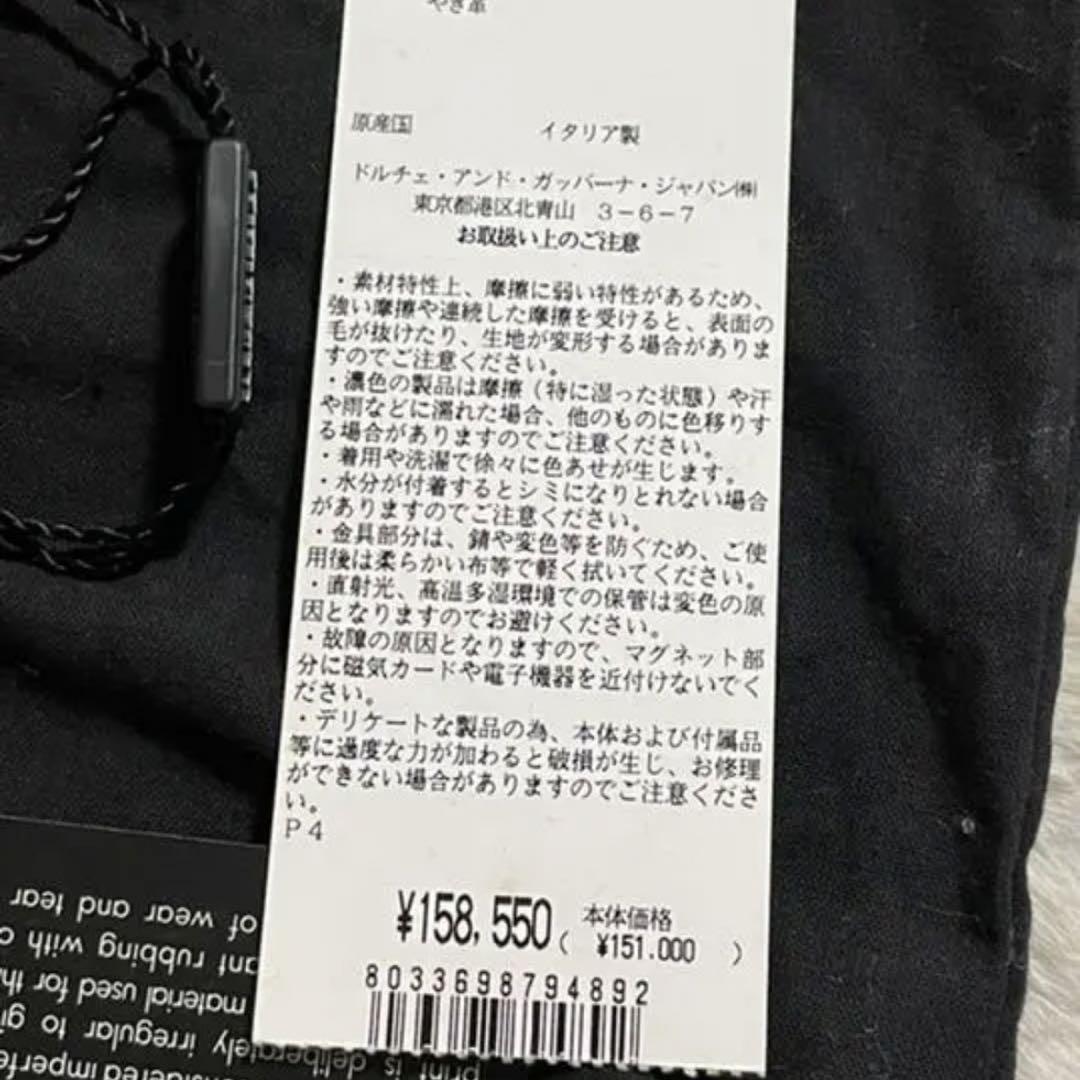 やぎ革
原産国 イタリア製
ドルチェ・アンド・ガッバーナ・ジャパン㈱
東京都港区北青山 3-6-7
お取扱い上のご注意
・素材特性上、摩擦に弱い特性があるため、
強い摩擦や連続した摩擦を受けると、表面の
毛が抜けたり、生地が変形する場合がありま
すのでご注意ください。
・濃色の製品は摩擦（特に湿った状態）や汗
や雨などに濡れた場合、他のものに色移りす
る場合がありますのでご注意ください。
・着用や洗濯で徐々に色あせが生じます。
・水分が付着するとシミになりとれない場合
がありますのでご注意ください。
・金具部分は、錆や変色等を防ぐため、ご使
用後は柔らかい布等で軽く拭いてください。
・直射光、高温多湿環境での保管は変色の原
因となりますのでお避けください。
・故障の原因となりますので、マグネット部
分に磁気カードや電子機器を近付けないでく
ださい。
・デリケートな製品の為、本体および付属品
等に過度な力が加わると破損が生じ、お修理
ができない場合がありますのでご注意くださ
い。
P4
¥158,550 本体価格
( ¥151.000 )
8033698794892
print is deliberate
ly irregular to
material used for
rubbing with
of wear and tear